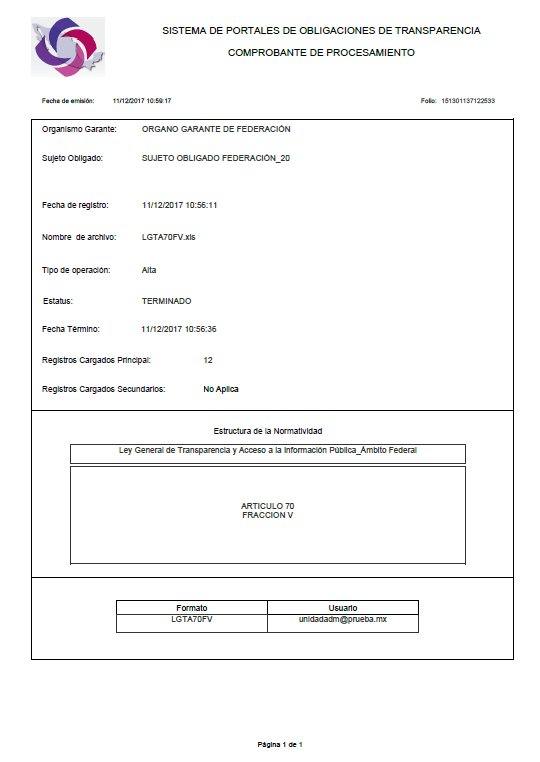 SISTEMA DE PORTALES DE OBLIGACIONES DE TRANSPARENCIA
COMPROBANTE DE PROCESAMIENTO
Fecha de emisión: 11/12/2017 10:59:17 Folio: 151301137122533
Organismo Garante: ORGANO GARANTE DE FEDERACIÓN
Sujeto Obligado: SUJETO OBLIGADO FEDERACIÓN_20
Fecha de registro: 11/12/2017 10:56:11
Nombre de archivo: LGTA70FV.xls
Tipo de operación: Alta
Estatus: TERMINADO
Fecha Término: 11/12/2017 10:56:36
Registros Cargados Principal: 12
Registros Cargados Secundarios: No Aplica
Estructura de la Normatividad
Ley General de Transparencia y Acceso a la Información Pública_Ámbito Federal
ARTICULO 70
FRACCION V
Formato Usuario
LGTA70FV unidadadm@prueba.mx
Página 1 de 1